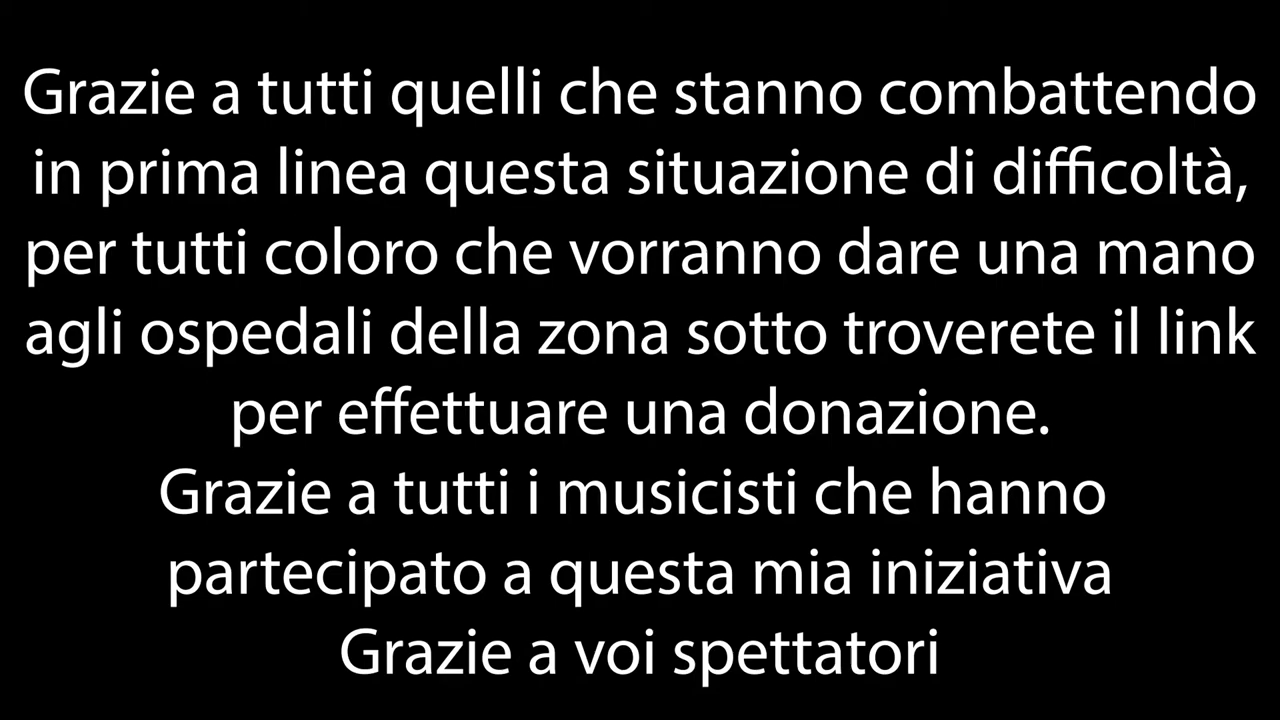 Grazie a tutti quelli che stanno combattendo
in prima linea questa situazione di difficoltà,
per tutti coloro che vorranno dare una mano
agli ospedali della zona sotto troverete il link
per effettuare una donazione.
Grazie a tutti i musicisti che hanno
partecipato a questa mia iniziativa
Grazie a voi spettatori